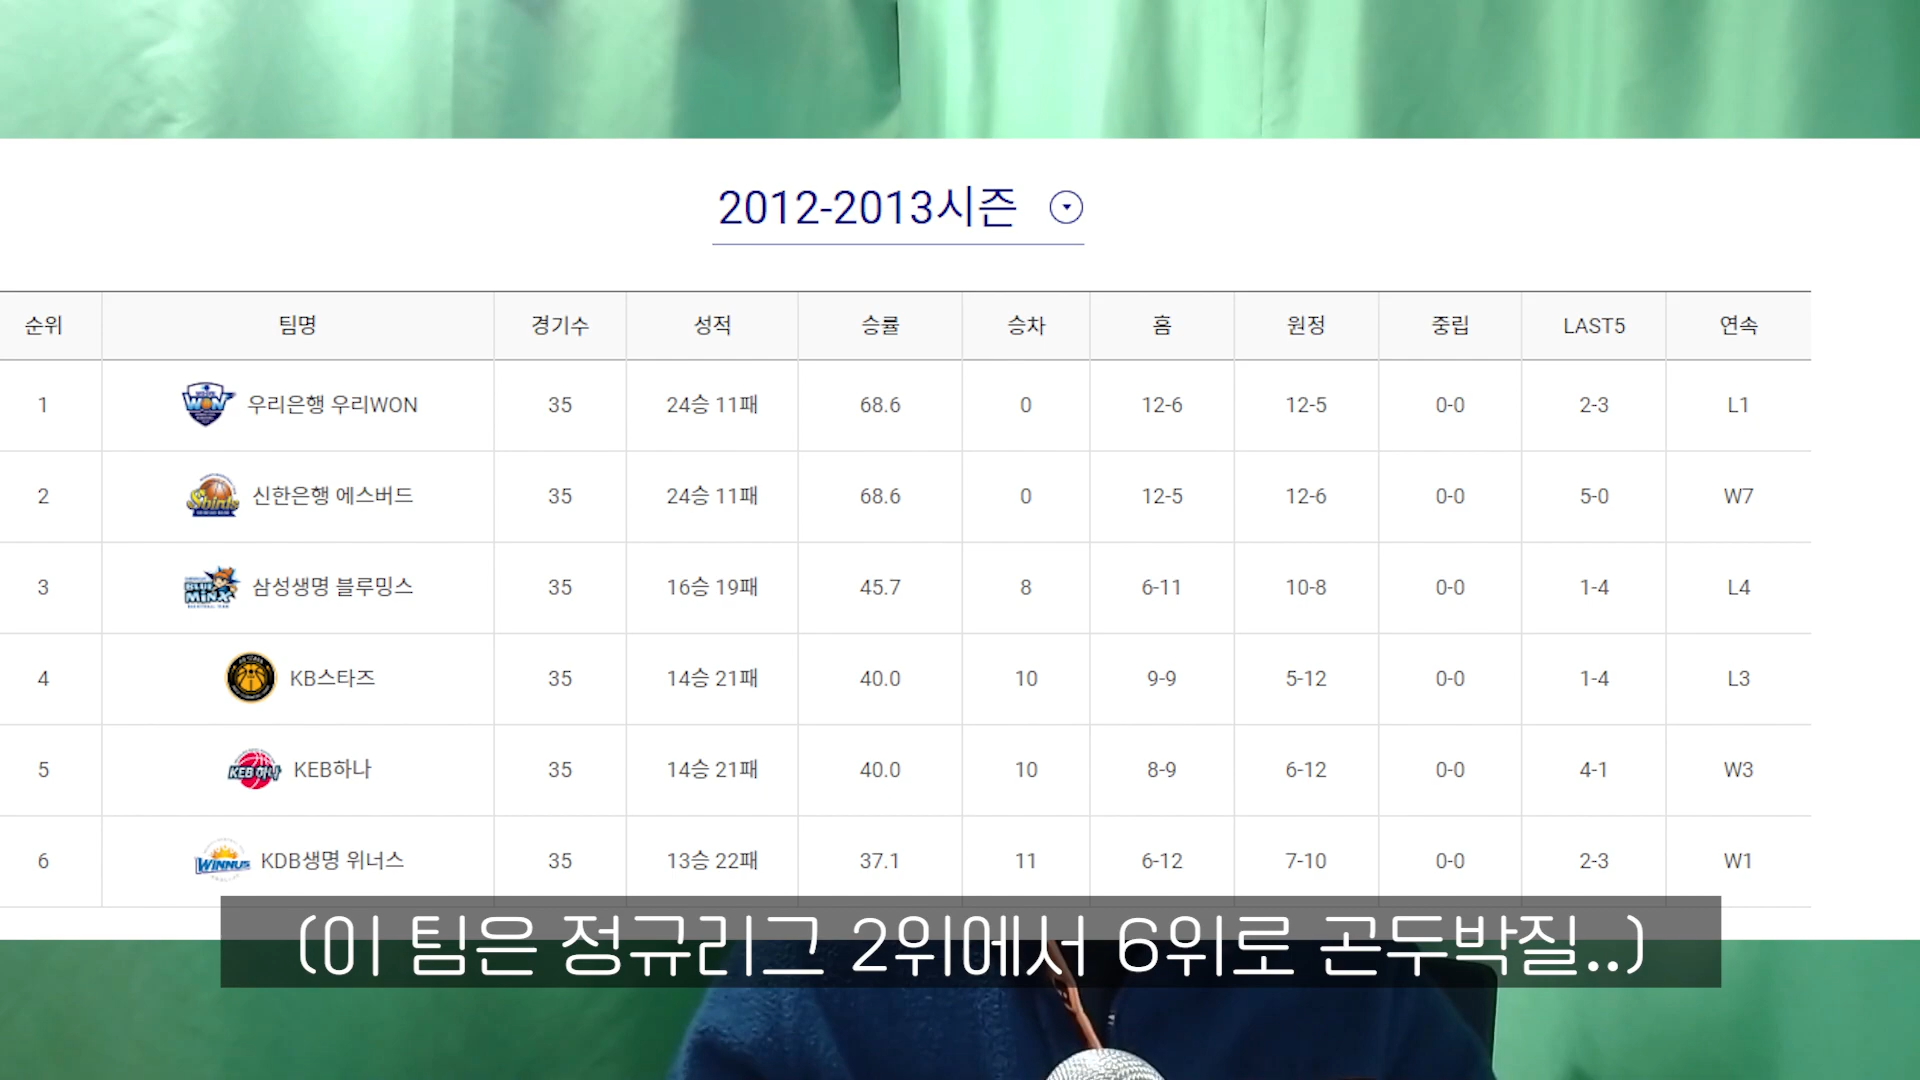 2012-2013시즌
순위 팀명 경기수 성적 승률 승차 홈 원정 중립 LAST5 연속
1 WON 우리은행 우리WON 35 24승 11패 68.6 0 12-6 12-5 0-0 2-3 L1
2 Sbirds 신한은행 에스버드 35 24승 11패 68.6 0 12-5 12-6 0-0 5-0 W7
3 BLUE MINX 삼성생명 블루밍스 35 16승 19패 45.7 8 6-11 10-8 0-0 1-4 L4
4 KB스타즈 35 14승 21패 40.0 10 9-9 5-12 0-0 1-4 L3
5 KEB 하나 KEB하나 35 14승 21패 40.0 10 8-9 6-12 0-0 4-1 W3
6 WINNUS KDB생명 위너스 35 13승 22패 37.1 11 6-12 7-10 0-0 2-3 W1
(이 팀은 정규리그 2위에서 6위로 곤두박질..)